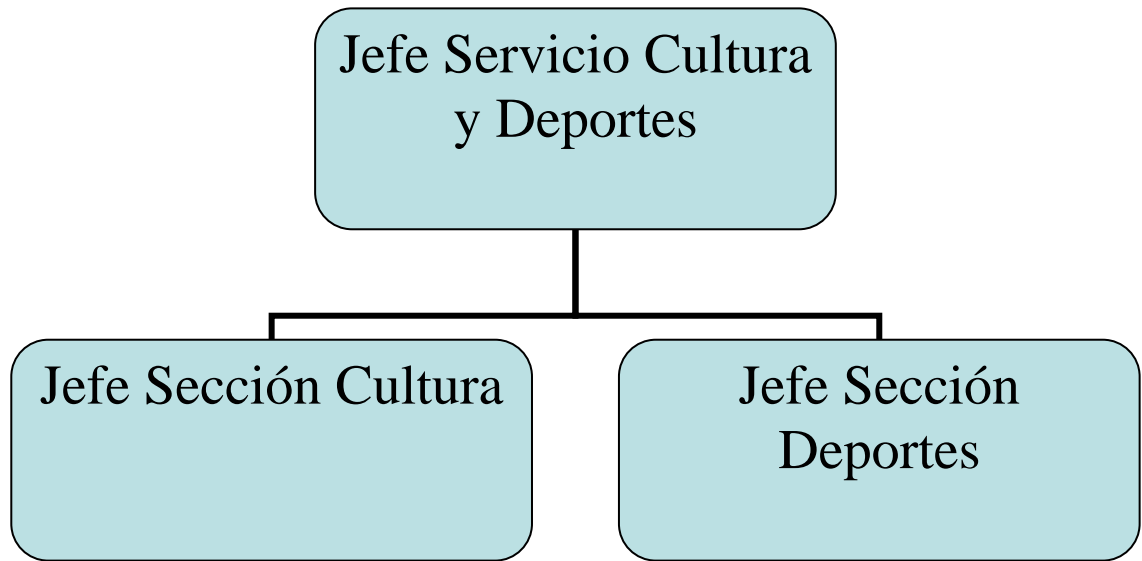 Jefe Servicio Cultura
y Deportes
Jefe Sección Cultura
Jefe Sección
Deportes